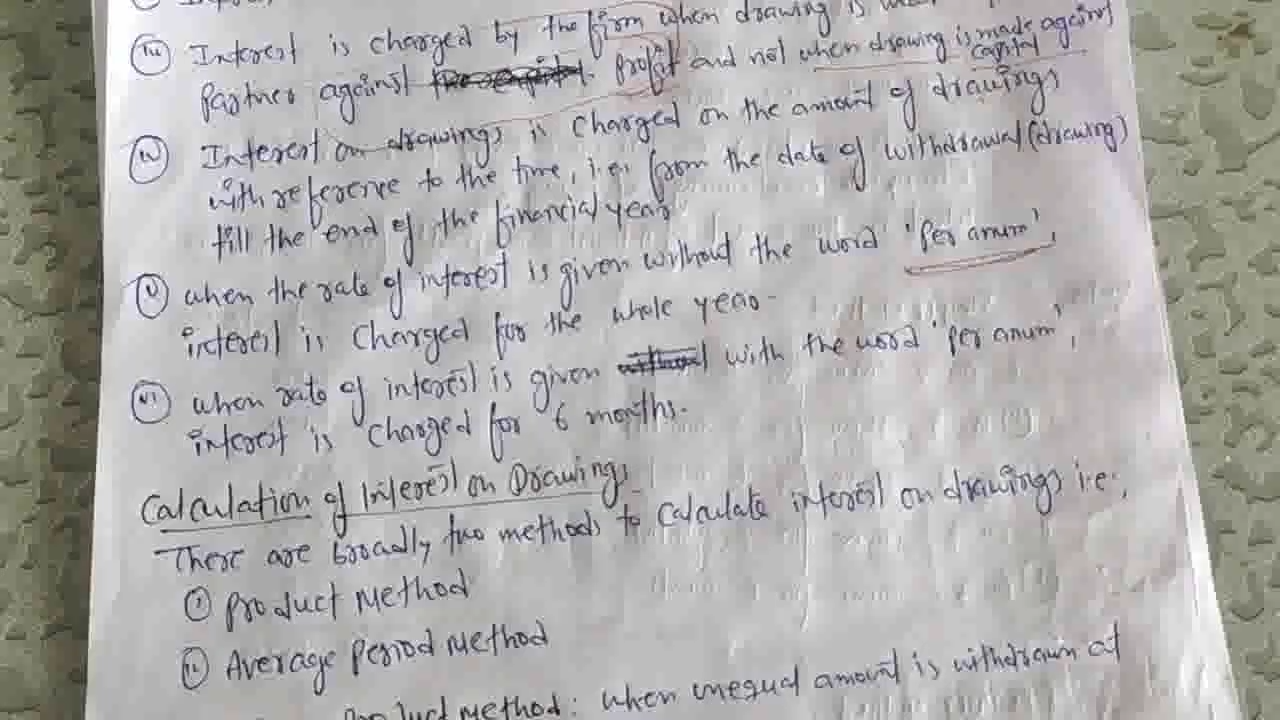 (iii) Interest is charged by the firm when drawing is
Partner against profit and not when drawing is made against
capital
(iv) Interest on drawings is charged on the amount of drawings
with reference to the time, i.e. from the date of withdrawal (drawing)
till the end of the financial year
(v) when the rate of interest is given without the word 'per anum',
interest is charged for the whole year.
(vi) when rate of interest is given with the word 'per anum',
interest is charged for 6 months.
Calculation of Interest on Drawings
There are broadly two methods to calculate interest on drawings i.e.,
(i) Product Method
(ii) Average Period Method
Product method: when unequal amount is withdrawn at